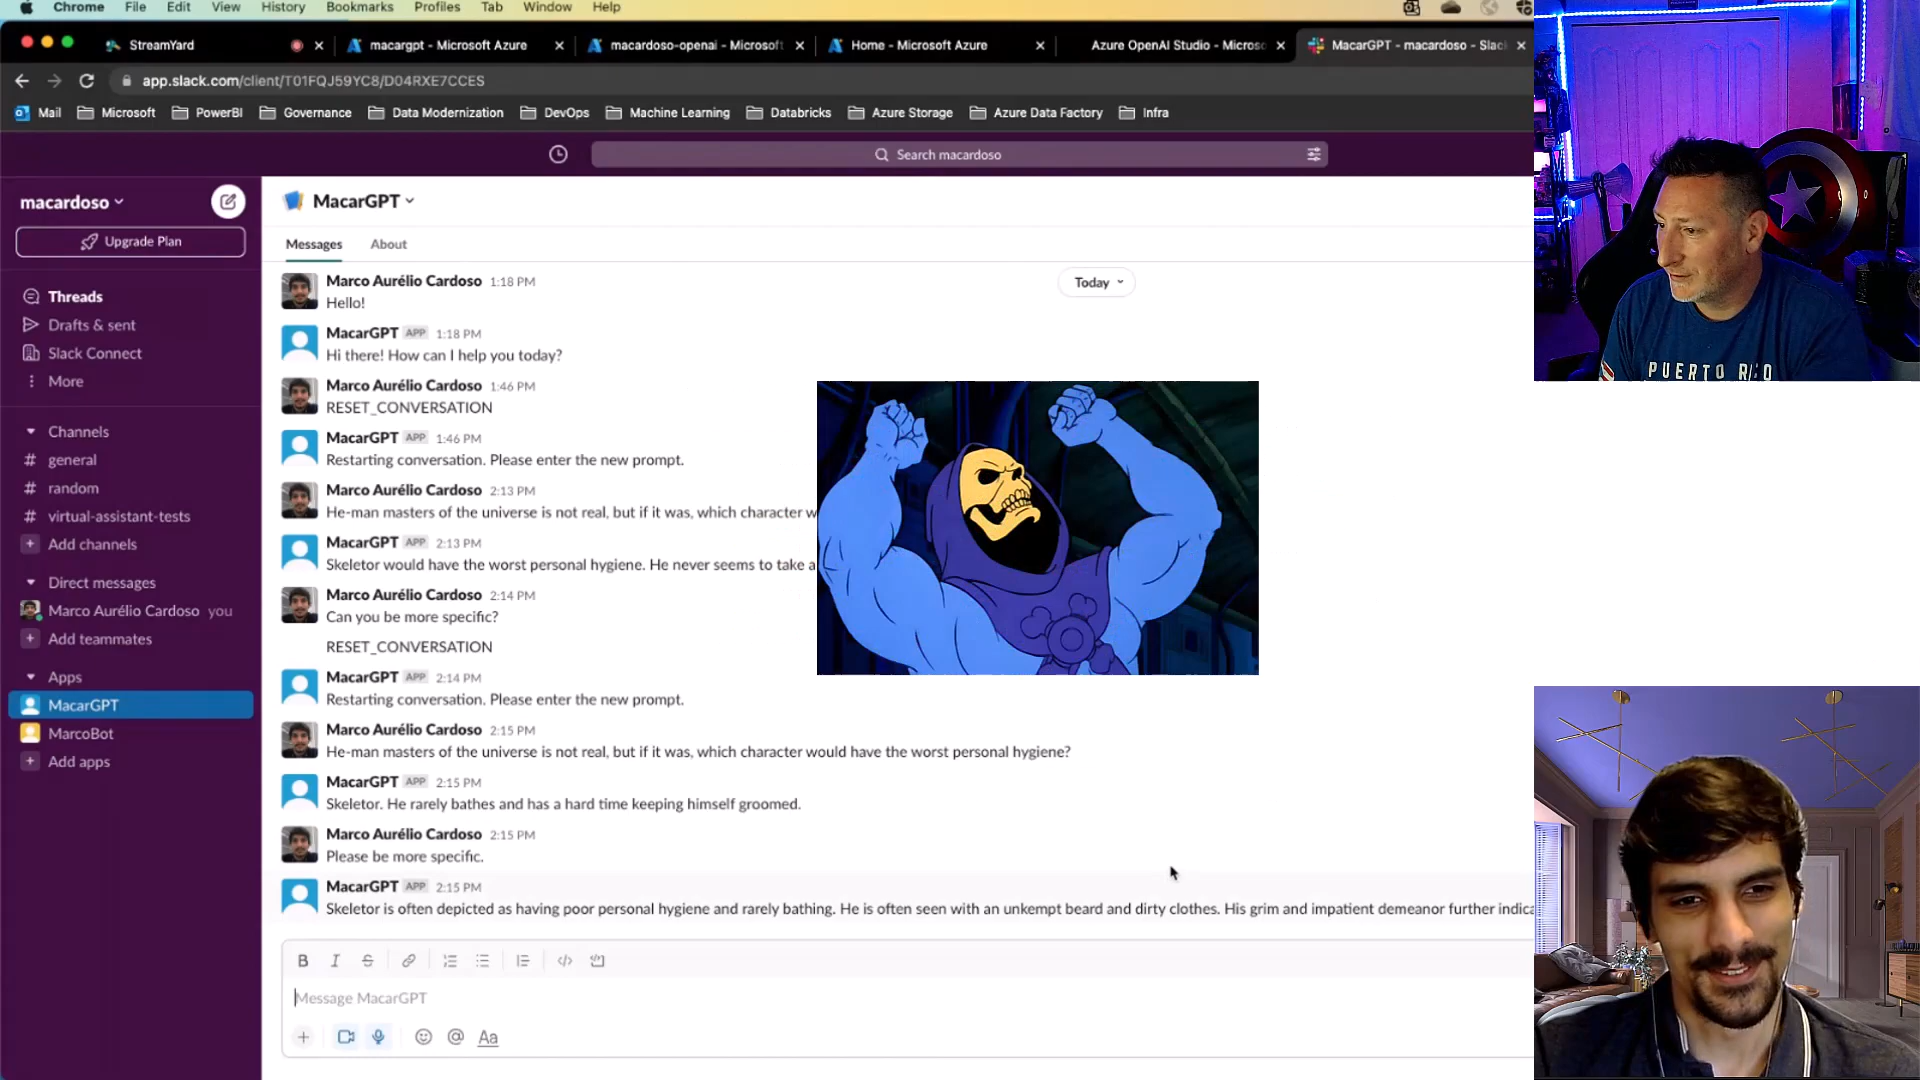 Chrome File Edit View History Bookmarks Profiles Tab Window Help
StreamYard
macargpt - Microsoft Azure
macardoso-openai - Microsoft
Home - Microsoft Azure
Azure OpenAI Studio - Microso
MacarGPT - macardoso - Slac
app.slack.com/client/T01FQJ59YC8/D04RXE7CCES
Mail Microsoft PowerBI Governance Data Modernization DevOps Machine Learning Databricks Azure Storage Azure Data Factory Infra
Search macardoso
macardoso
Upgrade Plan
Threads
Drafts & sent
Slack Connect
More
Channels
# general
# random
# virtual-assistant-tests
+ Add channels
Direct messages
Marco Aurélio Cardoso you
+ Add teammates
Apps
MacarGPT
MarcoBot
+ Add apps
MacarGPT
Messages About
Today
Marco Aurélio Cardoso 1:18 PM
Hello!
MacarGPT APP 1:18 PM
Hi there! How can I help you today?
Marco Aurélio Cardoso 1:46 PM
RESET_CONVERSATION
MacarGPT APP 1:46 PM
Restarting conversation. Please enter the new prompt.
Marco Aurélio Cardoso 2:13 PM
He-man masters of the universe is not real, but if it was, which character w
MacarGPT APP 2:13 PM
Skeletor would have the worst personal hygiene. He never seems to take a
Marco Aurélio Cardoso 2:14 PM
Can you be more specific?
RESET_CONVERSATION
MacarGPT APP 2:14 PM
Restarting conversation. Please enter the new prompt.
Marco Aurélio Cardoso 2:15 PM
He-man masters of the universe is not real, but if it was, which character would have the worst personal hygiene?
MacarGPT APP 2:15 PM
Skeletor. He rarely bathes and has a hard time keeping himself groomed.
Marco Aurélio Cardoso 2:15 PM
Please be more specific.
MacarGPT APP 2:15 PM
Skeletor is often depicted as having poor personal hygiene and rarely bathing. He is often seen with an unkempt beard and dirty clothes. His grim and impatient demeanor further indica
B I S
Message MacarGPT
+ @ Aa
PUERTO RICO